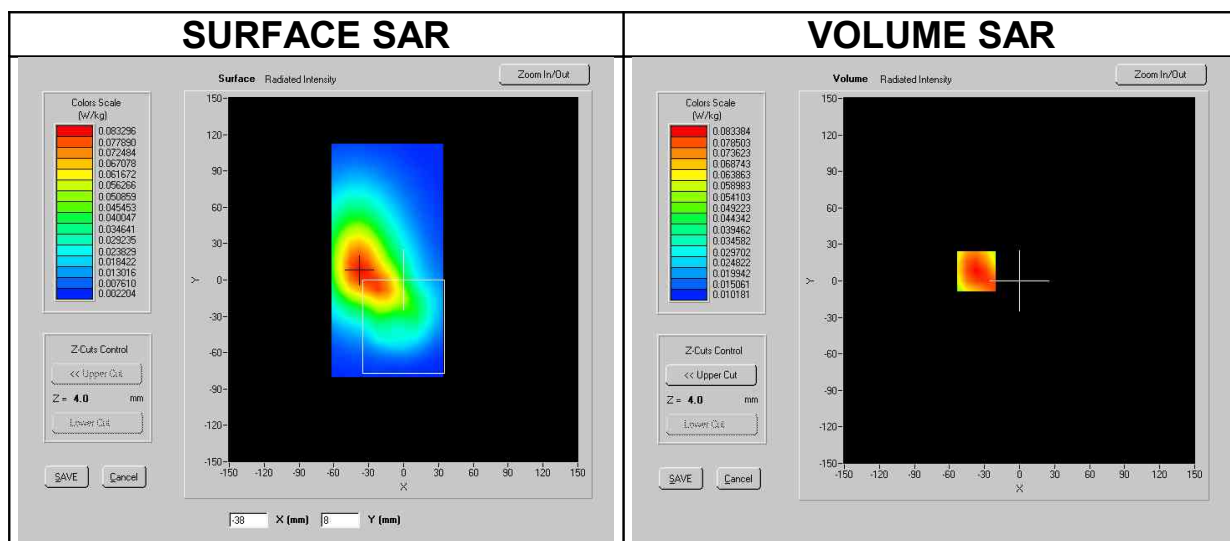 SURFACE SAR
VOLUME SAR
Surface Radiated Intensity
Zoom In/Out
Colors Scale
(W/kg)
0.083296
0.077890
0.072484
0.067078
0.061672
0.056266
0.050859
0.045453
0.040047
0.034641
0.029235
0.023829
0.018422
0.013016
0.007610
0.002204
Z-Cuts Control
<< Upper Cut
Z = 4.0 mm
Lower Cut
SAVE
Cancel
150
120
90
60
30
0
-30
-60
-90
-120
-150
Y
-150 -120 -90 -60 -30 0 30 60 90 120 150
X
-38 X (mm) 8 Y (mm)
Volume Radiated Intensity
Zoom In/Out
Colors Scale
(W/kg)
0.083384
0.078503
0.073623
0.068743
0.063863
0.058983
0.054103
0.049223
0.044342
0.039462
0.034582
0.029702
0.024822
0.019942
0.015061
0.010181
Z-Cuts Control
<< Upper Cut
Z = 4.0 mm
Lower Cut
SAVE
Cancel
150
120
90
60
30
0
-30
-60
-90
-120
-150
Y
-150 -120 -90 -60 -30 0 30 60 90 120 150
X